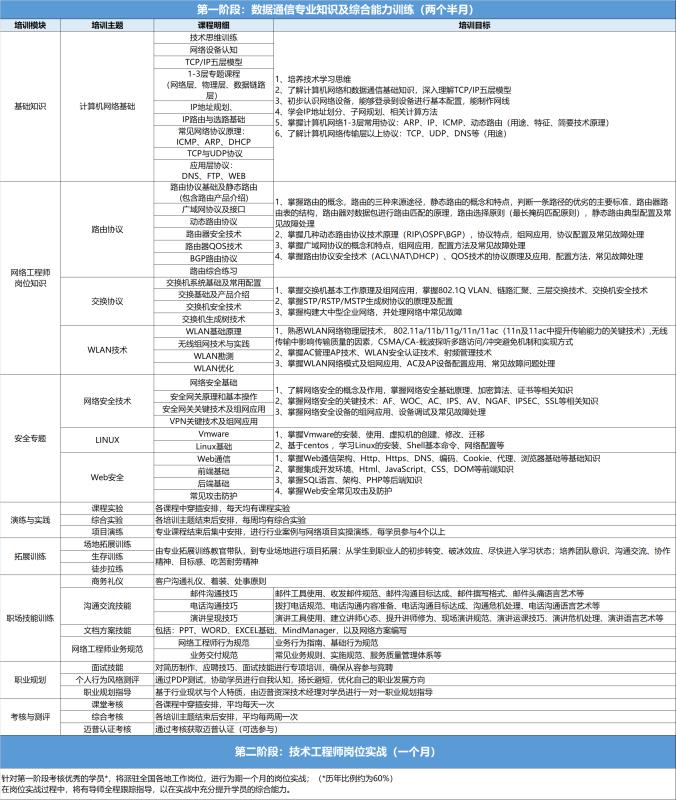 第一阶段：数据通信专业知识及综合能力训练（两个半月）
培训模块 培训主题 课程明细 培训目标
基础知识
计算机网络基础
技术思维训练
网络设备认知
TCP/IP五层模型
1-3层专题课程
（网络层、物理层、数据链路
层）
IP地址规划、
IP路由与选路基础
常见网络协议原理：
ICMP、ARP、DHCP
TCP与UDP协议
应用层协议：
DNS、FTP、WEB
1、培养技术学习思维
2、了解计算机网络和数据通信基础知识，深入理解TCP/IP五层模型
3、初步认识网络设备，能够登录到设备进行基本配置，能制作网线
4、学会IP地址划分、子网规划，相关计算方法
5、掌握计算机网络1-3层常用协议：ARP、IP、ICMP、动态路由（用途、特征、简要技术原理）
6、了解计算机网络传输层以上协议：TCP、UDP、DNS等（用途）
网络工程师
岗位知识
路由协议
路由协议基础及静态路由
(包含路由产品介绍)
广域网协议及接口
动态路由协议
路由器安全技术
路由器QOS技术
BGP路由协议
路由综合练习
1、掌握路由的概念，路由的三种来源途径，静态路由的概念和特点，判断一条路径的优劣的主要标准，路由器路
由表的结构，路由器对数据包进行路由匹配的原理，路由选择原则（最长掩码匹配原则），静态路由典型配置及常
见故障处理
2、掌握几种动态路由协议技术原理（RIP\OSPF\BGP），协议特点，组网应用，协议配置及常见故障处理
3、掌握广域网协议的概念和特点，组网应用，配置方法及常见故障处理
4、掌握路由协议安全（ACL\NAT\DHCP）、QOS技术的协议原理及应用，配置方法，常见故障处理
交换协议
交换机系统基础及常用配置
交换基础及产品介绍
交换机安全技术
交换机生成树技术
1、掌握交换机基本工作原理及组网应用，掌握802.1Q VLAN、链路汇聚、三层交换技术、交换机安全技术
2、掌握STP/RSTP/MSTP生成树协议的原理及配置
3、掌握构建大中型企业网络，并处理网络中常见故障
WLAN技术
WLAN基础原理
无线组网技术与实践
WLAN勘测
WLAN优化
1、熟悉WLAN网络物理层技术，802.11a/11b/11g/11n/11ac（11n及11ac中提升传输能力的关键技术）,无线
传输中影响传输质量的因素，CSMA/CA-载波探听多路访问/冲突避免机制和实现方式
2、掌握AC管理AP技术、WLAN安全认证技术、射频管理技术
3、掌握WLAN网络模式及组网应用、AC及AP设备配置应用、常见故障问题处理
安全专题
网络安全技术
网络安全基础
安全网关原理和基本操作
安全网关关键技术及组网应用
VPN关键技术及组网应用
1、了解网络安全的概念及作用，掌握网络安全基础原理、加密算法、证书等相关知识
2、掌握网络安全的关键技术：AF、WOC、AC、IPS、AV、NGAF、IPSEC、SSL等相关知识
3、掌握网络安全设备的组网应用、设备调试及常见故障处理
LINUX
Vmware
Linux基础
1、掌握Vmware的安装、使用、虚拟机的创建、修改、迁移
2、基于centos ，学习Linux的安装、Shell基本命令、网络配置等
Web安全
Web通信
前端基础
后端基础
常见攻击防护
1、掌握Web通信架构、Http、Https、DNS、编码、Cookie、代理、浏览器基础等基础知识
2、掌握集成开发环境、Html、JavaScript、CSS、DOM等前端知识
3、掌握SQL语言、架构、PHP等后端知识
4、掌握Web安全常见攻击及防护
演练与实践
课程实验 各课程中穿插安排，每天均有课程实验
综合实验 各培训主题结束后安排，每周均有综合实验
项目演练 专业课程结束后集中安排，进行行业案例与网络项目实操演练，每学员参与4个以上
拓展训练
场地拓展训练
生存训练
徒步拉练
由专业拓展训练教官带队，到专业场地进行项目拓展：从学生到职业人的初步转变、破冰效应、尽快进入学习状态；培养团队意识、沟通交流、协作
精神、目标感、吃苦耐劳精神
职场技能训练
商务礼仪 客户沟通礼仪、着装、处事原则
沟通交流技能
邮件沟通技巧 邮件工具使用、收发邮件规范、邮件沟通目标达成、邮件撰写格式、邮件头痛语言艺术等
电话沟通技巧 拨打电话规范、电话沟通内容准备、电话沟通目标达成、沟通危机处理、电话沟通语言艺术等
演讲呈现技巧 演讲工具使用、建立讲师心态、提升讲师修为、现场演讲规范、演讲运课技巧、演讲危机处理、演讲语言艺术等
文档方案技能 包括：PPT、WORD、EXCEL基础、MindManager，以及网络方案编写
网络工程师业务规范
网络工程师行为规范 业务行为指南、基础行为规范
业务交付规范 常见业务规则、实施规范、服务质量管理体系等
职业规划
面试技能 对简历制作、应聘技巧、面试技能进行专项培训，确保从容参与竞聘
个人行为风格测评 通过PDP测试，协助学员进行自我认知，扬长避短，优化自己的职业发展方向
职业规划指导 基于行业现状与个人特质，由迈普资深技术经理对学员进行一对一职业规划指导
考核与测评
课堂考核 各课程中穿插安排，平均每天一次
综合考核 各培训主题结束后安排，平均每两周一次
迈普认证考核 通过考核获取迈普认证（可选参与）
第二阶段：技术工程师岗位实战（一个月）
针对第一阶段考核优秀的学员*，将派驻全国各地工作岗位，进行为期一个月的岗位实战；（*历年比例约为60%）
在岗位实战过程中，将有导师全程跟踪指导，以在实战中充分提升学员的综合能力。